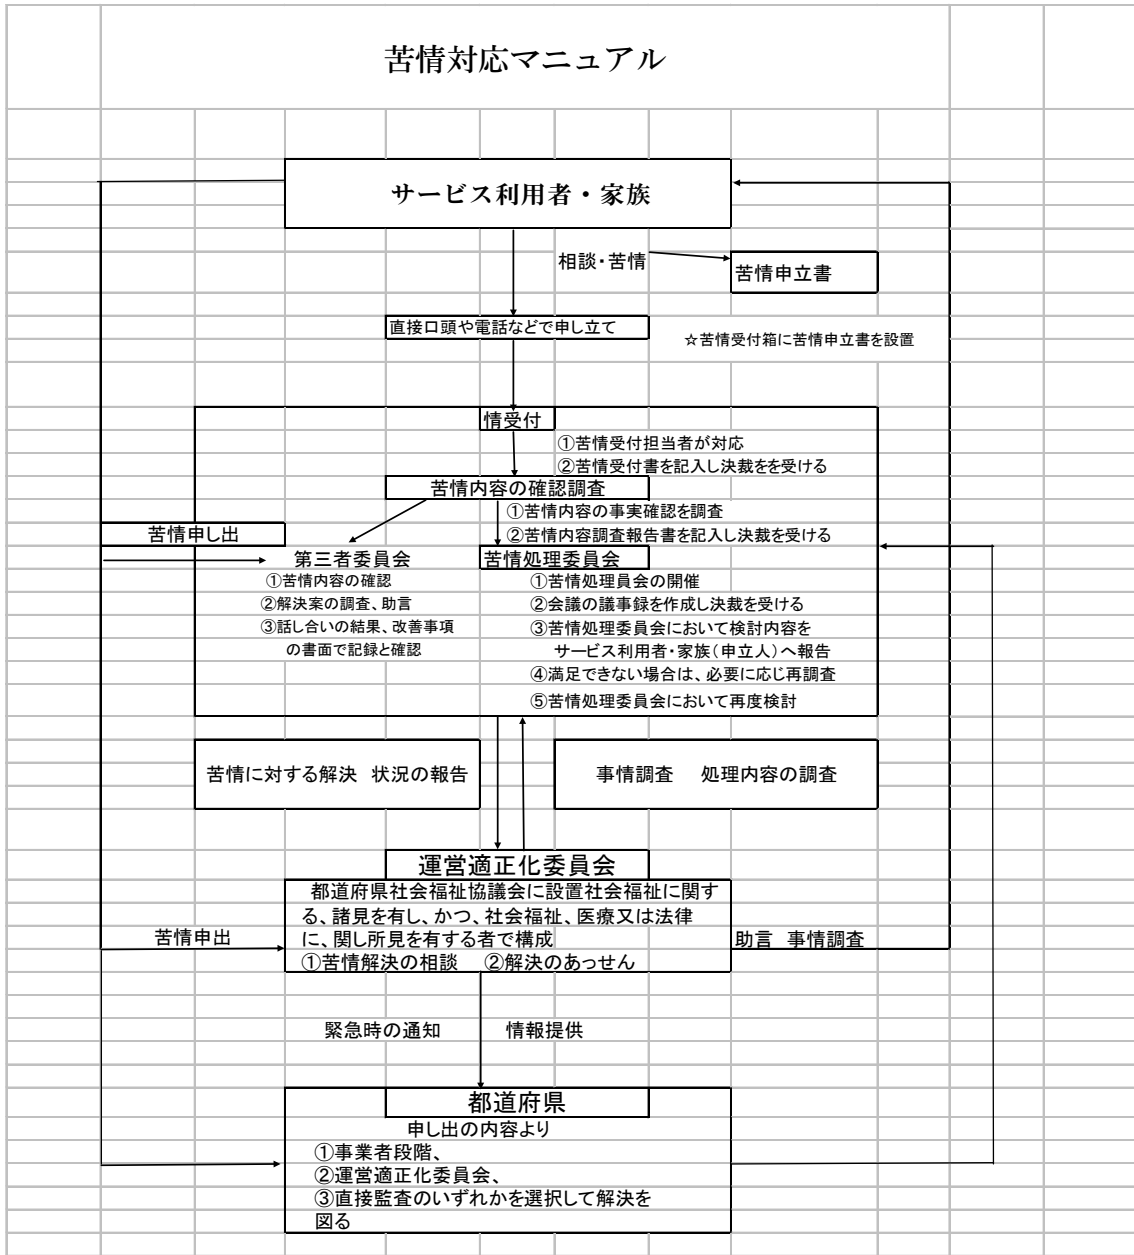 苦情対応マニュアル
サービス利用者・家族
相談・苦情
苦情申立書
直接口頭や電話などで申し立て
☆苦情受付箱に苦情申立書を設置
情受付
①苦情受付担当者が対応
②苦情受付書を記入し決裁をを受ける
苦情内容の確認調査
①苦情内容の事実確認を調査
②苦情内容調査報告書を記入し決裁を受ける
苦情申し出
第三者委員会
①苦情内容の確認
②解決案の調査、助言
③話し合いの結果、改善事項
の書面で記録と確認
苦情処理委員会
①苦情処理員会の開催
②会議の議事録を作成し決裁を受ける
③苦情処理委員会において検討内容を
サービス利用者・家族（申立人）へ報告
④満足できない場合は、必要に応じ再調査
⑤苦情処理委員会において再度検討
苦情に対する解決　状況の報告
事情調査　処理内容の調査
運営適正化委員会
都道府県社会福祉協議会に設置社会福祉に関す
る、諸見を有し、かつ、社会福祉、医療又は法律
に、関し所見を有する者で構成
①苦情解決の相談　②解決のあっせん
苦情申出
助言　事情調査
緊急時の通知
情報提供
都道府県
申し出の内容より
①事業者段階、
②運営適正化委員会、
③直接監査のいずれかを選択して解決を
図る